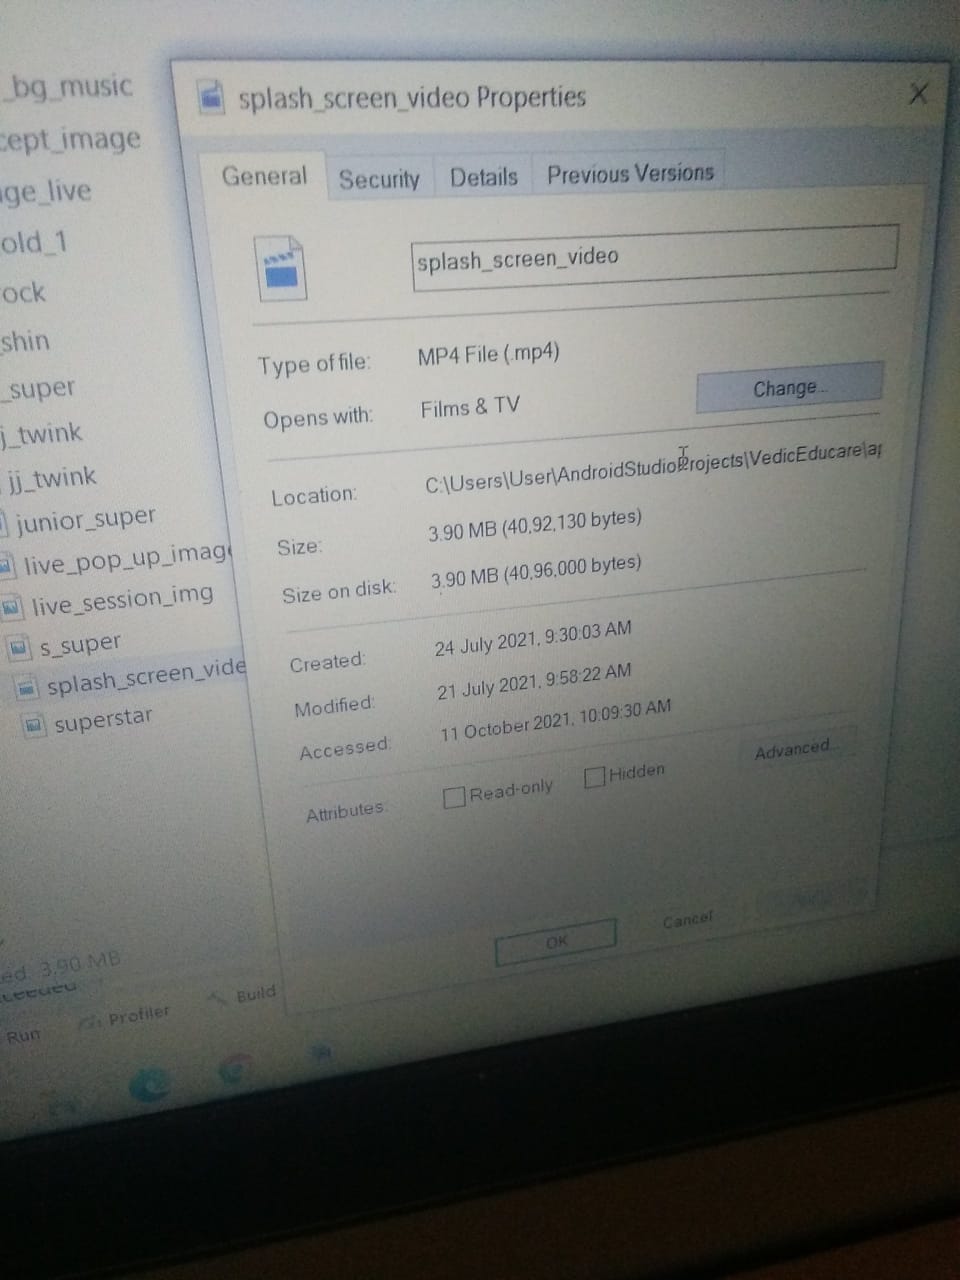 _bg_music
cept_image
ge_live
old_1
ock
shin
_super
j_twink
jj_twink
junior_super
live_pop_up_imag
live_session_img
s_super
splash_screen_vide
superstar
ed 3.90 MB
Run
Profiler
Build
splash_screen_video Properties
General
Security
Details
Previous Versions
splash_screen_video
Type of file: MP4 File (.mp4)
Opens with: Films & TV
Change...
Location: C:\Users\User\AndroidStudioProjects\VedicEducare\ap
Size: 3.90 MB (40,92,130 bytes)
Size on disk: 3.90 MB (40,96,000 bytes)
Created: 24 July 2021, 9:30:03 AM
Modified: 21 July 2021, 9:58:22 AM
Accessed: 11 October 2021, 10:09:30 AM
Attributes: Read-only Hidden
Advanced...
OK
Cancel